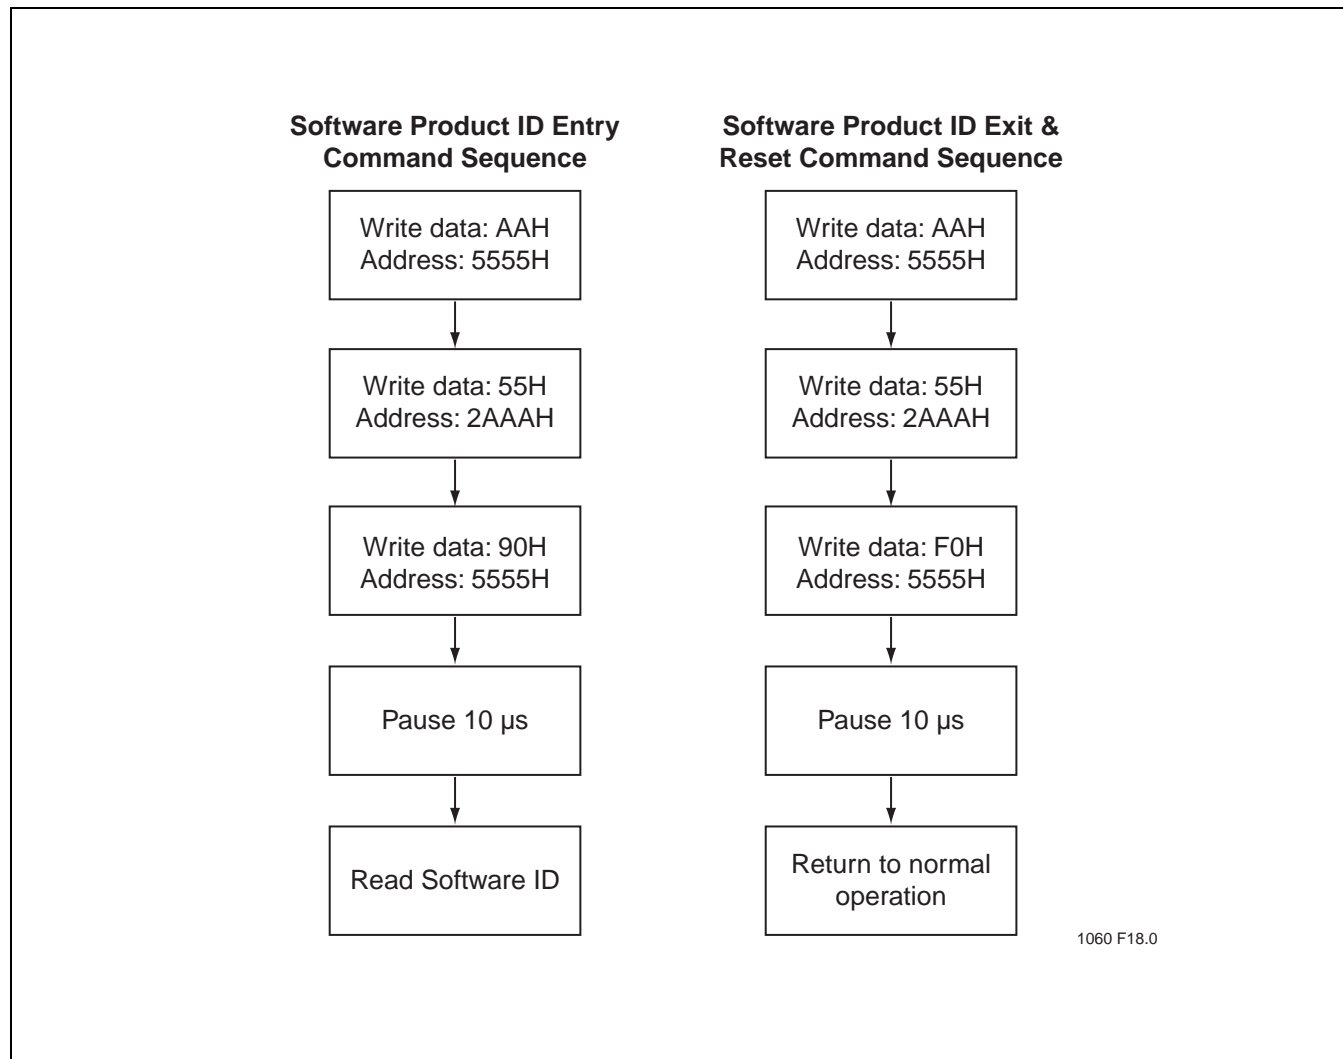 Software Product ID Entry
Command Sequence
Write data: AAH
Address: 5555H
Write data: 55H
Address: 2AAAH
Write data: 90H
Address: 5555H
Pause 10 µs
Read Software ID
Software Product ID Exit &
Reset Command Sequence
Write data: AAH
Address: 5555H
Write data: 55H
Address: 2AAAH
Write data: F0H
Address: 5555H
Pause 10 µs
Return to normal
operation
1060 F18.0